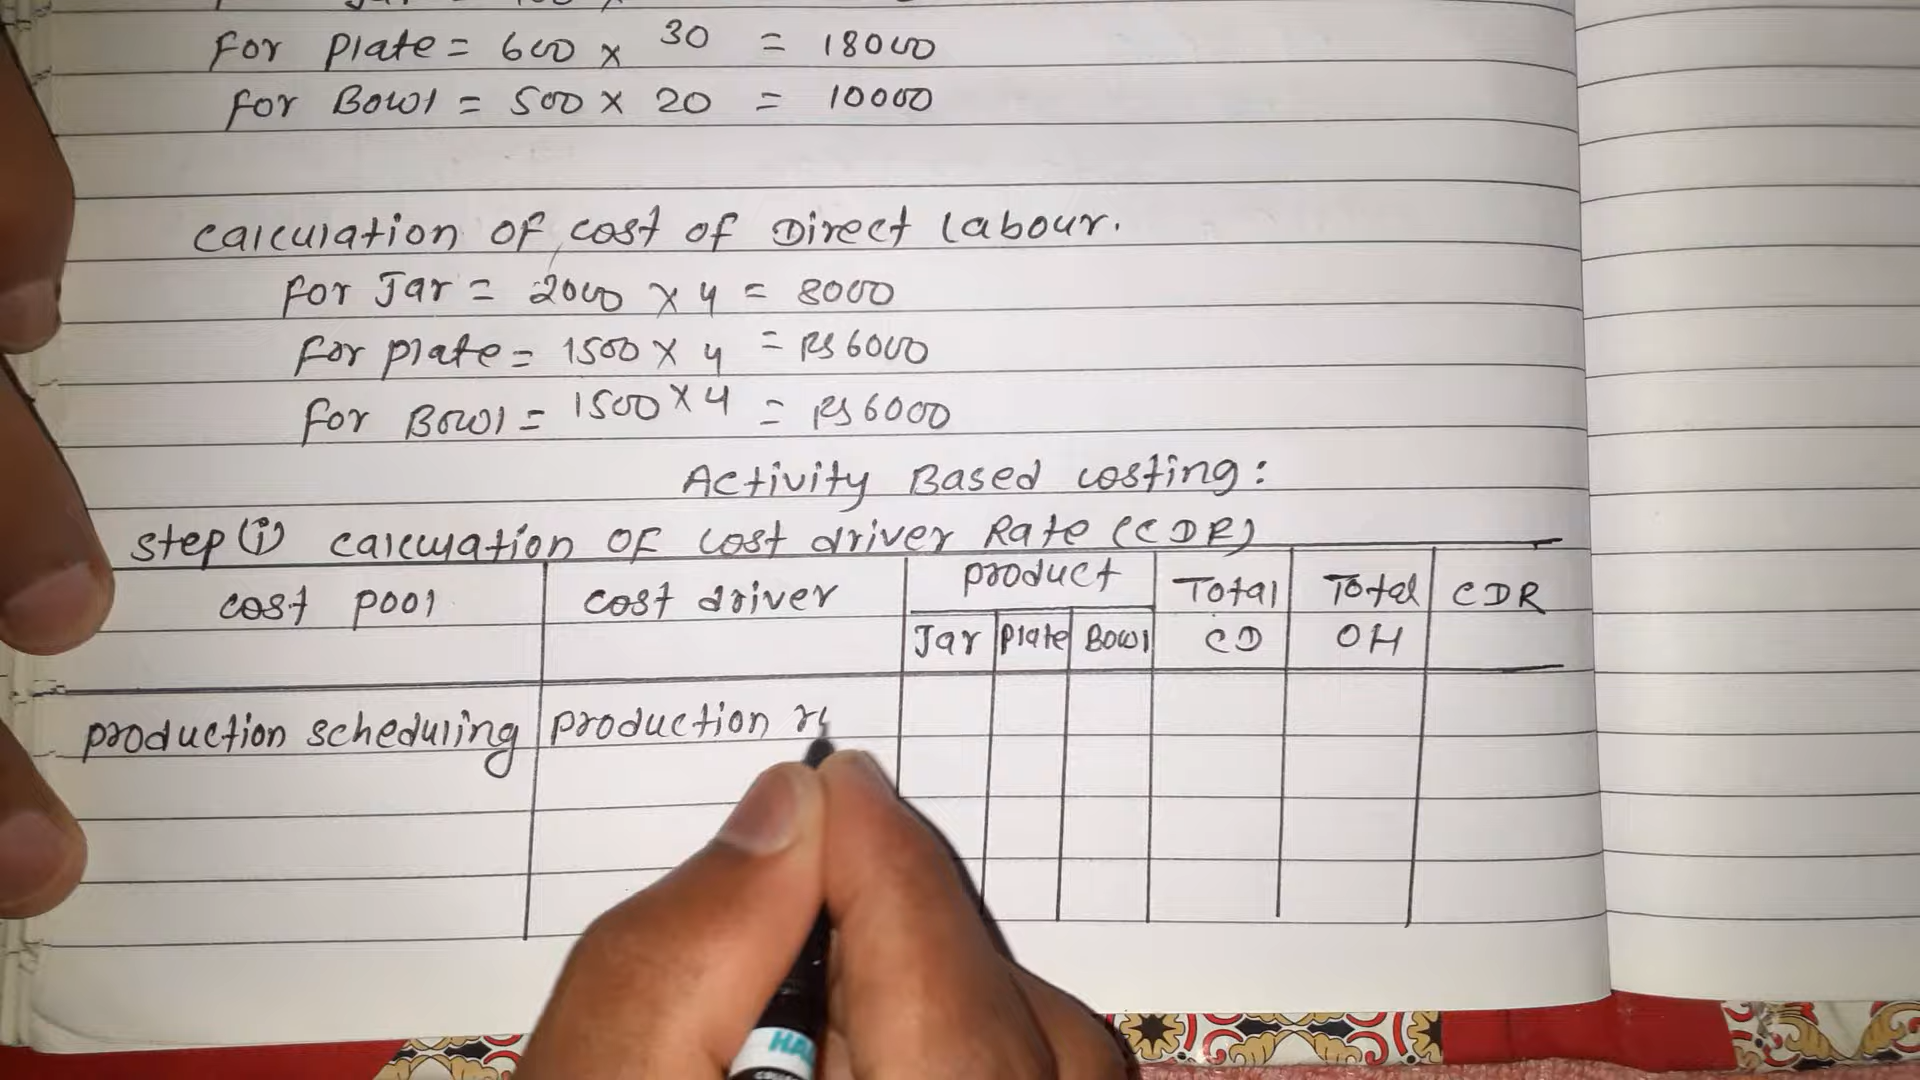 For Plate = 600 × 30 = 18000
for Bowl = 500 × 20 = 10000
calculation of cost of Direct labour.
for Jar = 2000 × 4 = 8000
for plate = 1500 × 4 = Rs 6000
for Bowl = 1500 × 4 = Rs 6000
Activity Based costing:
step (i) calculation of cost driver Rate (CDR)
cost pool cost driver product Total CD Total OH CDR
Jar Plate Bowl
production scheduling production
HA